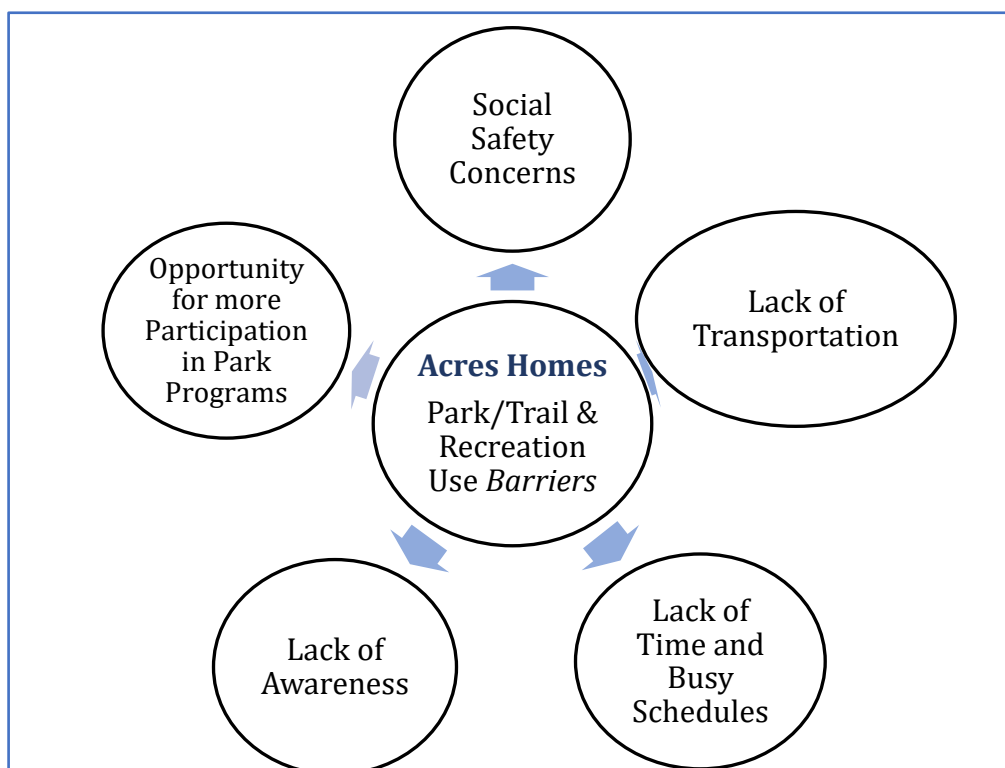 Social
Safety
Concerns
Opportunity
for more
Participation
in Park
Programs
Lack of
Transportation
Acres Homes
Park/Trail &
Recreation
Use Barriers
Lack of
Awareness
Lack of
Time and
Busy
Schedules